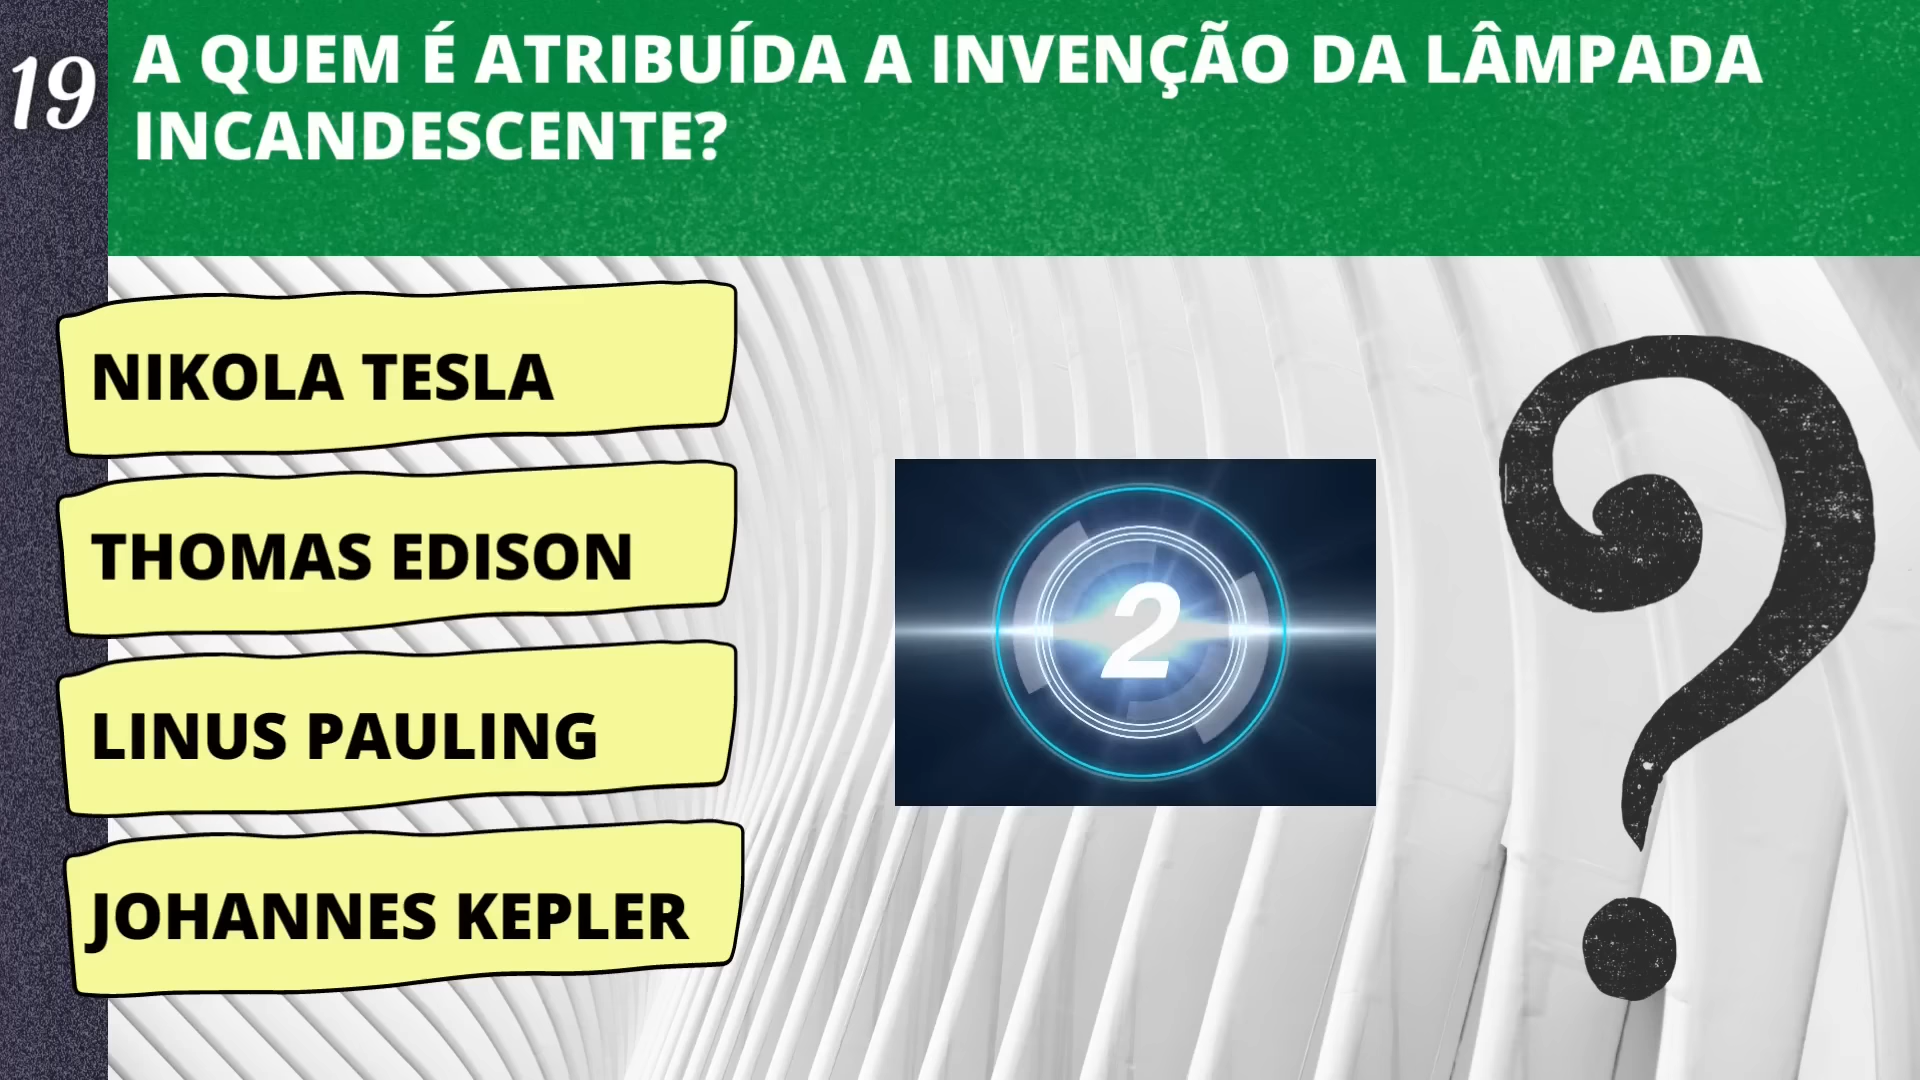 19
A QUEM É ATRIBUÍDA A INVENÇÃO DA LÂMPADA
INCANDESCENTE?
NIKOLA TESLA
THOMAS EDISON
LINUS PAULING
JOHANNES KEPLER
2
?